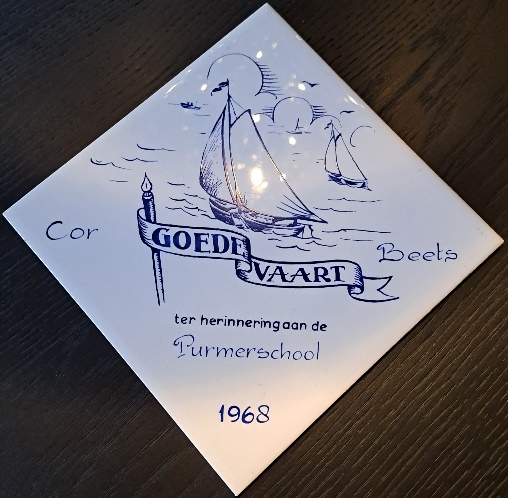 Cor Beets
GOEDE
VAART
ter herinnering aan de
Purmerschool
1968